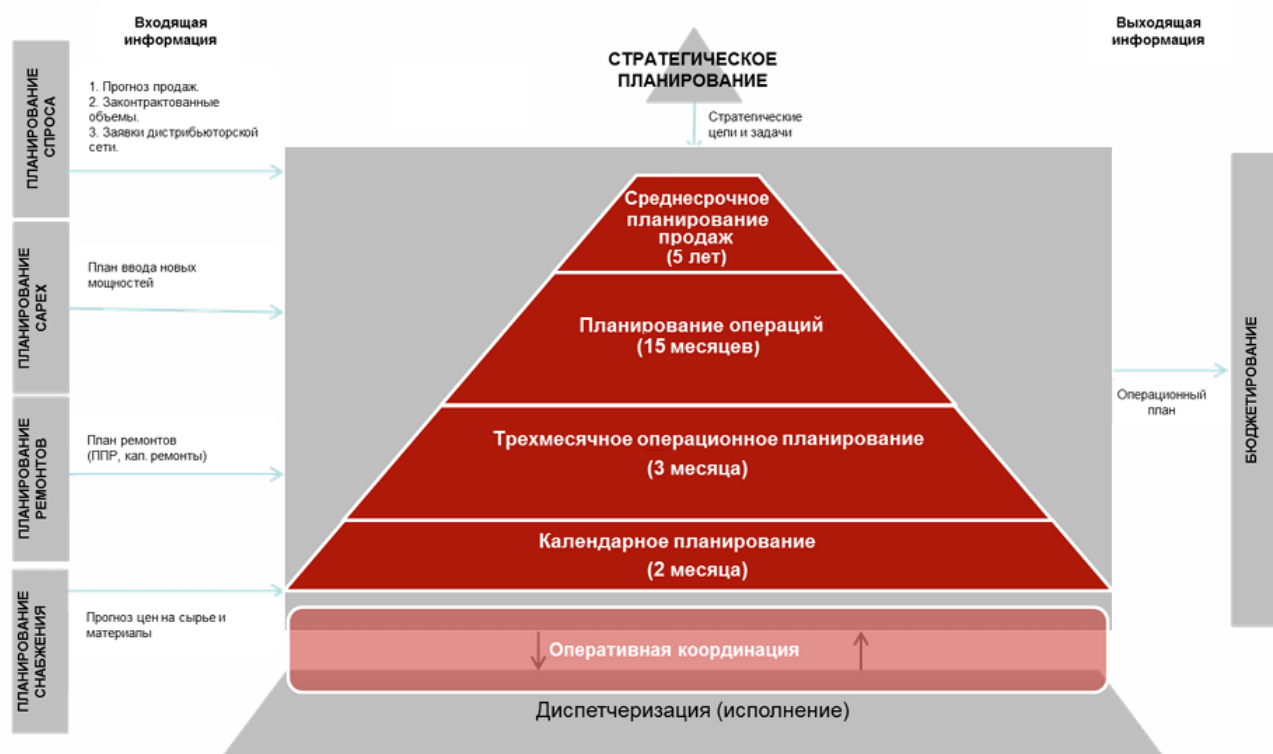 Входящая
информация
Выходящая
информация
СТРАТЕГИЧЕСКОЕ
ПЛАНИРОВАНИЕ
Стратегические
цели и задачи
ПЛАНИРОВАНИЕ
СПРОСА
1. Прогноз продаж.
2. Законтрактованные
объемы.
3. Заявки дистрибьюторской
сети.
ПЛАНИРОВАНИЕ
CAPEX
План ввода новых
мощностей
ПЛАНИРОВАНИЕ
РЕМОНТОВ
План ремонтов
(ППР, кап. ремонты)
ПЛАНИРОВАНИЕ
СНАБЖЕНИЯ
Прогноз цен на сырье и
материалы
Среднесрочное
планирование
продаж
(5 лет)
Планирование операций
(15 месяцев)
Трехмесячное операционное планирование
(3 месяца)
Календарное планирование
(2 месяца)
Оперативная координация
Диспетчеризация (исполнение)
Операционный
план
БЮДЖЕТИРОВАНИЕ